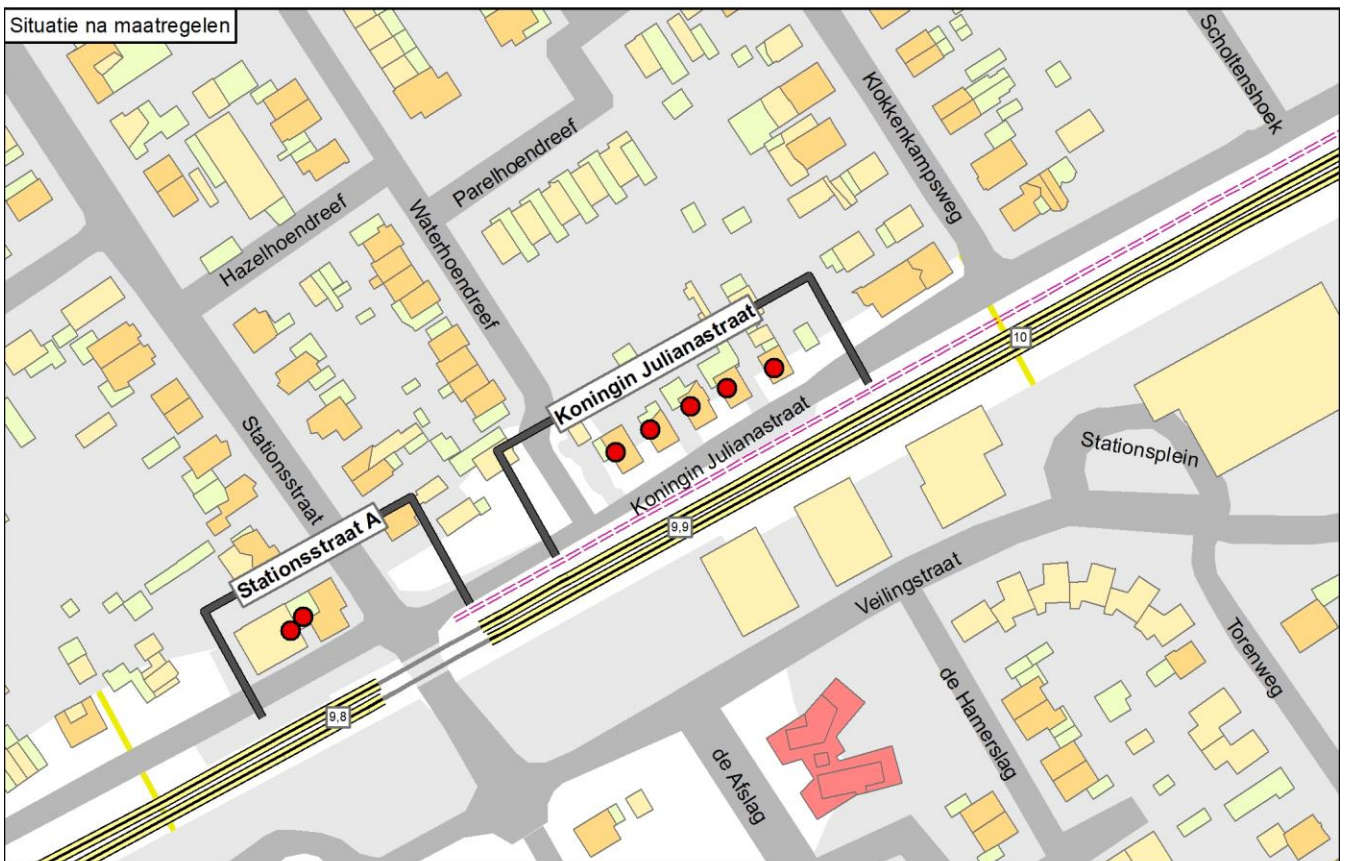 Situatie na maatregelen
Scholtenshoek
Klokkenkampsweg
Parelhoendreef
Hazelhoendreef
Waterhoendreef
Koningin Julianastraat
10
Stationsstraat
Koningin Julianastraat
Stationsplein
9,9
Stationsstraat A
Veilingstraat
9,8
Torenweg
de Hamerslag
de Afslag